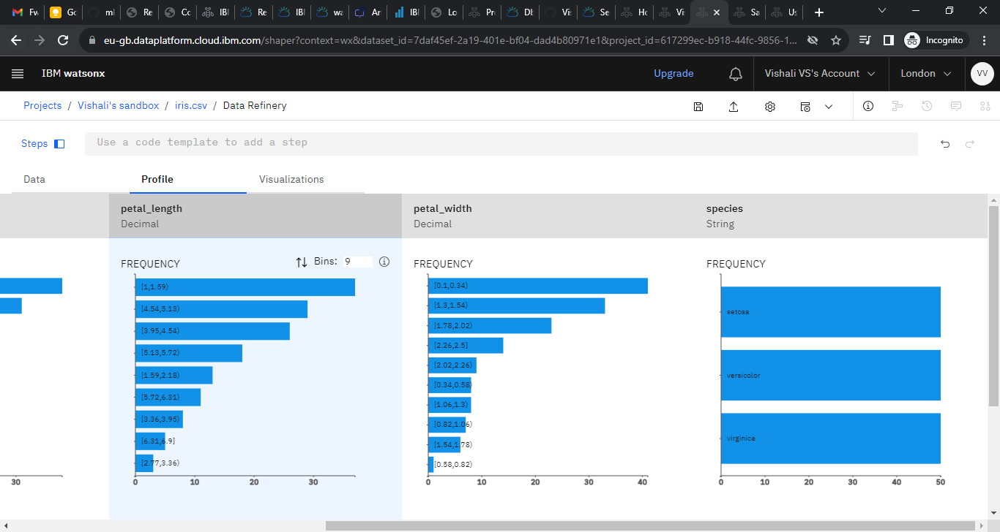 Fw
Gc
ml
Re
Cc
IBI
Re
IBI
wa
Ar
IBI
Lo
Pr
Dt
Vis
Se
Ho
Vi
Sa
Us
eu-gb.dataplatform.cloud.ibm.com/shaper?context=wx&dataset_id=7daf45ef-2a19-401e-bf04-dad4b80971e1&project_id=617299ec-b918-44fc-9856-1...
Incognito
IBM watsonx
Upgrade
Vishali VS's Account
London
VV
Projects / Vishali's sandbox / iris.csv / Data Refinery
Steps
Use a code template to add a step
Data
Profile
Visualizations
petal_length
Decimal
FREQUENCY
Bins: 9
[1,1.59)
[4.54,5.13)
[3.95,4.54)
[5.13,5.72)
[1.59,2.18)
[5.72,6.31)
[3.36,3.95)
[6.31,6.9]
[2.77,3.36)
30
0 10 20 30
petal_width
Decimal
FREQUENCY
[0.1,0.34)
[1.3,1.54)
[1.78,2.02)
[2.26,2.5]
[2.02,2.26)
[0.34,0.58)
[1.06,1.3)
[0.82,1.06)
[1.54,1.78)
[0.58,0.82)
0 10 20 30 40
species
String
FREQUENCY
setosa
versicolor
virginica
0 10 20 30 40 50